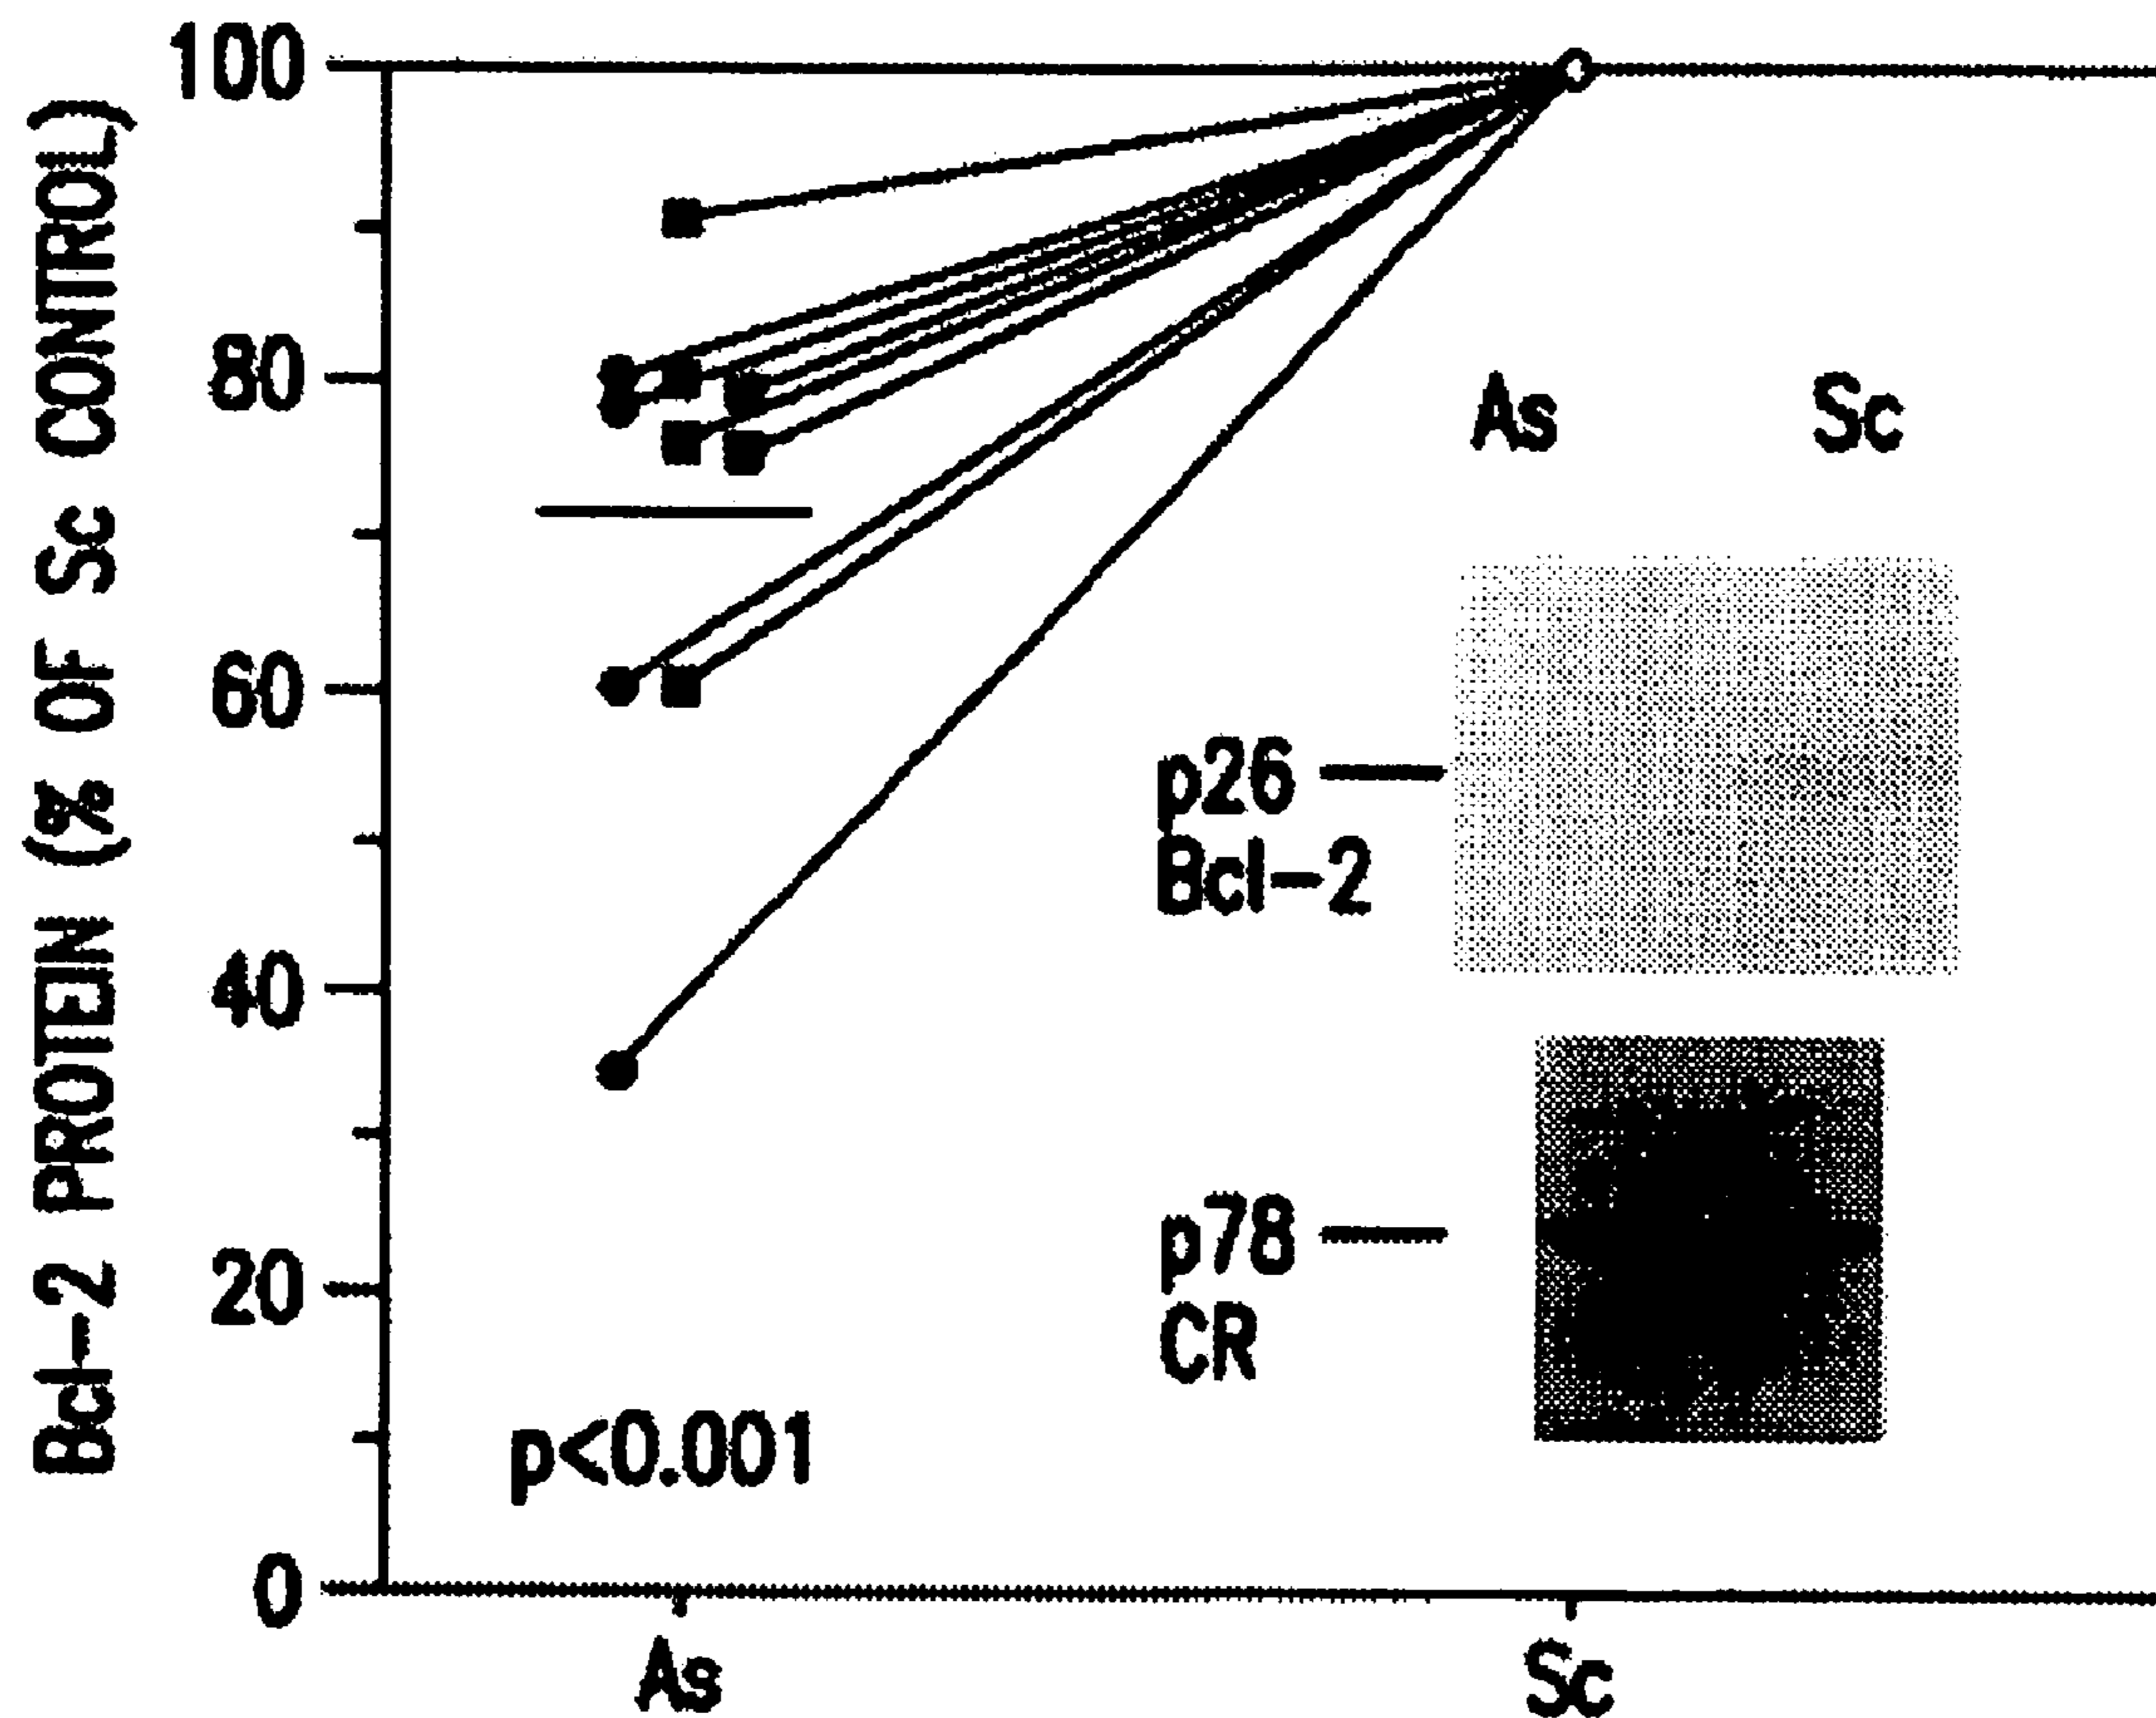 Bcl-2 PROTEIN (% OF Sc CONTROL)
100
80
60
40
20
0
As Sc
p26
Bcl-2
p78
CR
p<0.001
As Sc